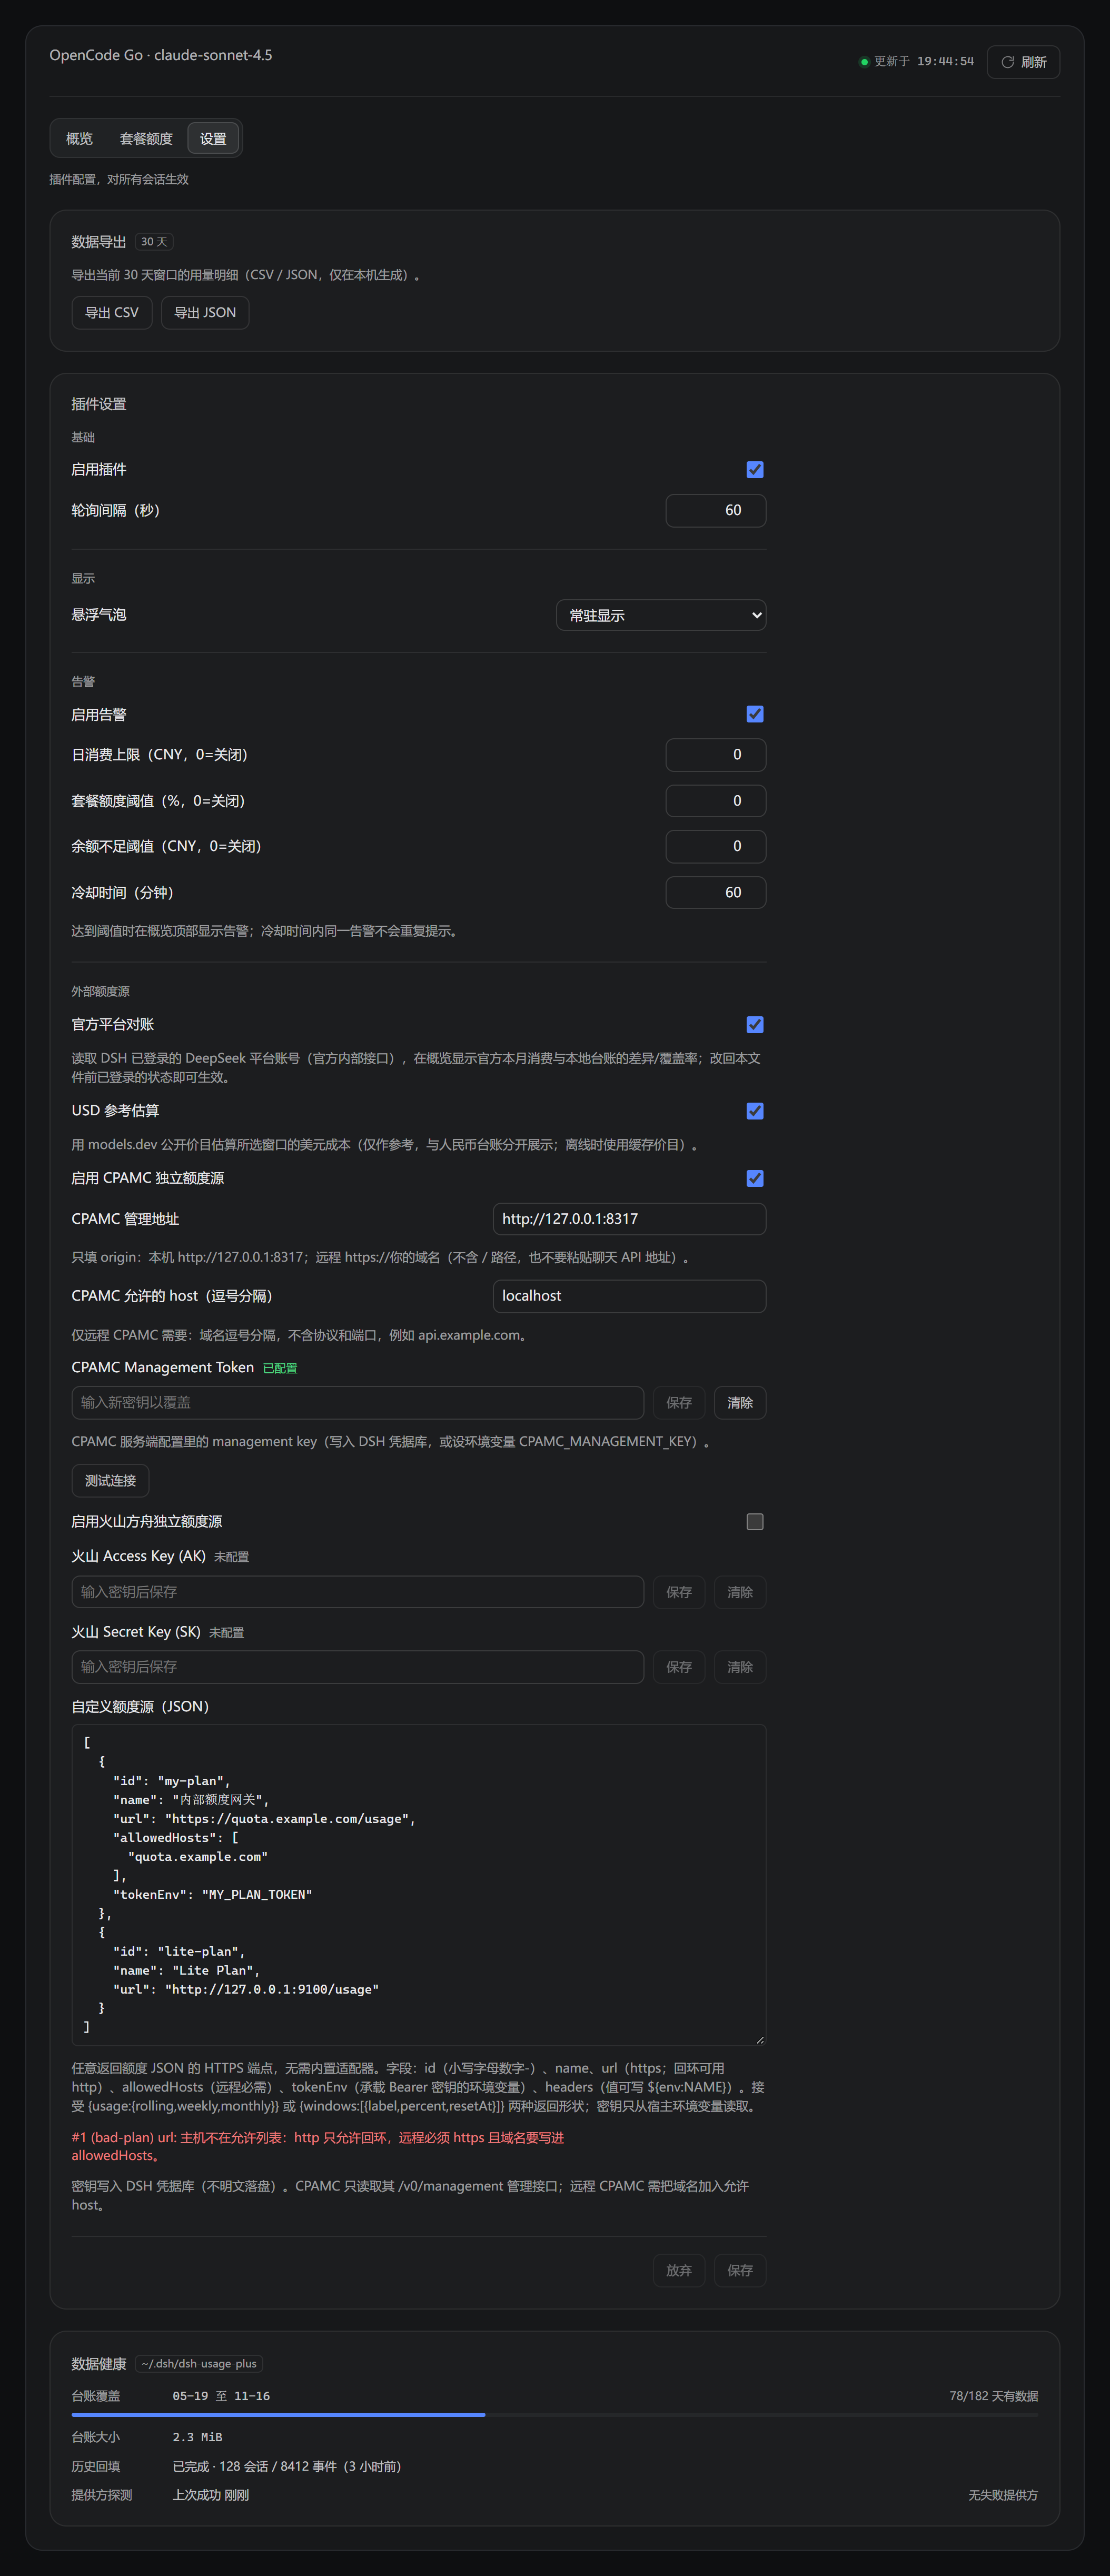 OpenCode Go · claude-sonnet-4.5
更新于 19:44:54
刷新
概览 套餐额度 设置
插件配置，对所有会话生效
数据导出 30 天
导出当前 30 天窗口的用量明细（CSV / JSON，仅在本机生成）。
导出 CSV 导出 JSON
插件设置
基础
启用插件
轮询间隔（秒） 60
显示
悬浮气泡 常驻显示
告警
启用告警
日消费上限（CNY，0=关闭） 0
套餐额度阈值（%，0=关闭） 0
余额不足阈值（CNY，0=关闭） 0
冷却时间（分钟） 60
达到阈值时在概览顶部显示告警；冷却时间内同一告警不会重复提示。
外部额度源
官方平台对账
读取 DSH 已登录的 DeepSeek 平台账号（官方内部接口），在概览显示官方本月消费与本地台账的差异/覆盖率；改回本文
件前已登录的状态即可生效。
USD 参考估算
用 models.dev 公开价目估算所选窗口的美元成本（仅作参考，与人民币台账分开展示；离线时使用缓存价目）。
启用 CPAMC 独立额度源
CPAMC 管理地址 http://127.0.0.1:8317
只填 origin：本机 http://127.0.0.1:8317；远程 https://你的域名（不含 / 路径，也不要粘贴聊天 API 地址）。
CPAMC 允许的 host（逗号分隔） localhost
仅远程 CPAMC 需要：域名逗号分隔，不含协议和端口，例如 api.example.com。
CPAMC Management Token 已配置
输入新密钥以覆盖 保存 清除
CPAMC 服务端配置里的 management key（写入 DSH 凭据库，或设环境变量 CPAMC_MANAGEMENT_KEY）。
测试连接
启用火山方舟独立额度源
火山 Access Key (AK) 未配置
输入密钥后保存 保存 清除
火山 Secret Key (SK) 未配置
输入密钥后保存 保存 清除
自定义额度源（JSON）
[
{
"id": "my-plan",
"name": "内部额度网关",
"url": "https://quota.example.com/usage",
"allowedHosts": [
"quota.example.com"
],
"tokenEnv": "MY_PLAN_TOKEN"
},
{
"id": "lite-plan",
"name": "Lite Plan",
"url": "http://127.0.0.1:9100/usage"
}
]
任意返回额度 JSON 的 HTTPS 端点，无需内置适配器。字段：id（小写字母数字-）、name、url（https；回环可用
http）、allowedHosts（远程必需）、tokenEnv（承载 Bearer 密钥的环境变量）、headers（值可写 ${env:NAME}）。接
受 {usage:{rolling,weekly,monthly}} 或 {windows:[{label,percent,resetAt}]} 两种返回形状；密钥只从宿主环境变量读取。
#1 (bad-plan) url: 主机不在允许列表：http 只允许回环，远程必须 https 且域名要写进
allowedHosts。
密钥写入 DSH 凭据库（不明文落盘）。CPAMC 只读取其 /v0/management 管理接口；远程 CPAMC 需把域名加入允许
host。
放弃 保存
数据健康 ~/.dsh/dsh-usage-plus
台账覆盖 05-19 至 11-16 78/182 天有数据
台账大小 2.3 MiB
历史回填 已完成 · 128 会话 / 8412 事件（3 小时前）
提供方探测 上次成功 刚刚 无失败提供方